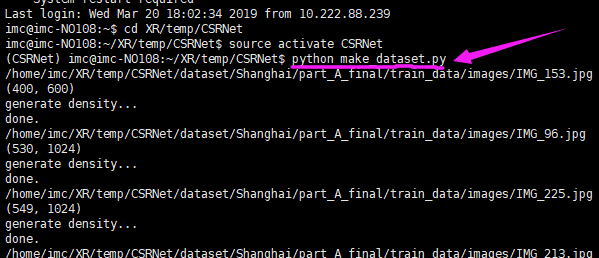 System restart required
Last login: Wed Mar 20 18:02:34 2019 from 10.222.88.239
imc@imc-NO108:~$ cd XR/temp/CSRNet
imc@imc-NO108:~/XR/temp/CSRNet$ source activate CSRNet
(CSRNet) imc@imc-NO108:~/XR/temp/CSRNet$ python make_dataset.py
/home/imc/XR/temp/CSRNet/dataset/Shanghai/part_A_final/train_data/images/IMG_153.jpg
(400, 600)
generate density...
done.
/home/imc/XR/temp/CSRNet/dataset/Shanghai/part_A_final/train_data/images/IMG_96.jpg
(530, 1024)
generate density...
done.
/home/imc/XR/temp/CSRNet/dataset/Shanghai/part_A_final/train_data/images/IMG_225.jpg
(549, 1024)
generate density...
done.
/home/imc/XR/temp/CSRNet/dataset/Shanghai/part_A_final/train_data/images/IMG_213.jpg